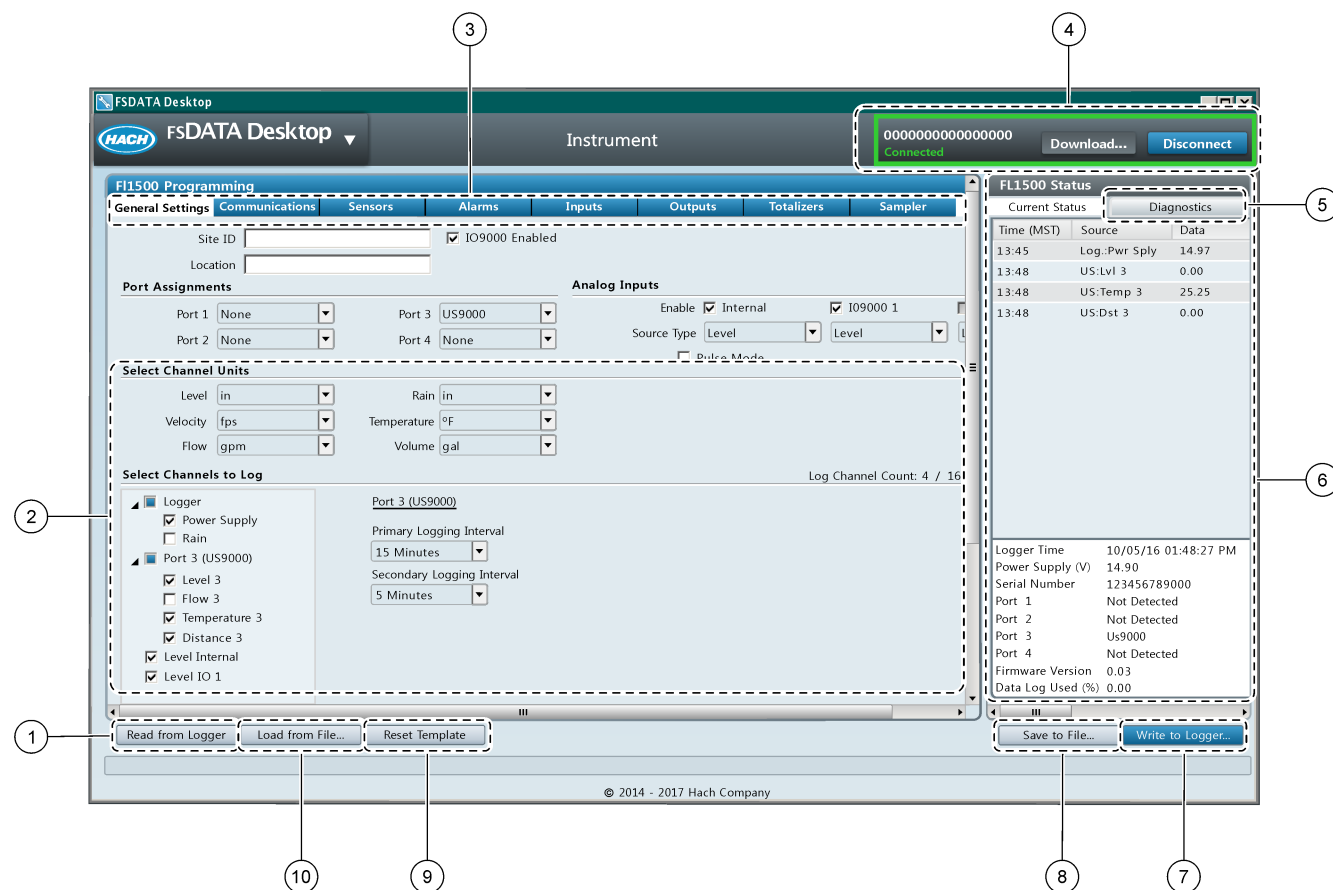 3
4
FSDATA Desktop
HACH FSDATA Desktop
Instrument
0000000000000000
Connected
Download...
Disconnect
Fl1500 Programming
General Settings Communications Sensors Alarms Inputs Outputs Totalizers Sampler
Site ID
IO9000 Enabled
Location
Port Assignments
Port 1 None
Port 3 US9000
Port 2 None
Port 4 None
Analog Inputs
Enable Internal I09000 1
Source Type Level Level
Pulse Mode
Select Channel Units
Level in
Rain in
Velocity fps
Temperature ºF
Flow gpm
Volume gal
Select Channels to Log
Log Channel Count: 4 / 16
Logger
Power Supply
Rain
Port 3 (US9000)
Level 3
Flow 3
Temperature 3
Distance 3
Level Internal
Level IO 1
Port 3 (US9000)
Primary Logging Interval
15 Minutes
Secondary Logging Interval
5 Minutes
FL1500 Status
Current Status
Diagnostics
5
Time (MST) Source Data
13:45 Log.:Pwr Sply 14.97
13:48 US:Lvl 3 0.00
13:48 US:Temp 3 25.25
13:48 US:Dst 3 0.00
6
2
Logger Time 10/05/16 01:48:27 PM
Power Supply (V) 14.90
Serial Number 123456789000
Port 1 Not Detected
Port 2 Not Detected
Port 3 Us9000
Port 4 Not Detected
Firmware Version 0.03
Data Log Used (%) 0.00
1
Read from Logger
Load from File...
Reset Template
Save to File...
Write to Logger...
© 2014 - 2017 Hach Company
10
9
8
7